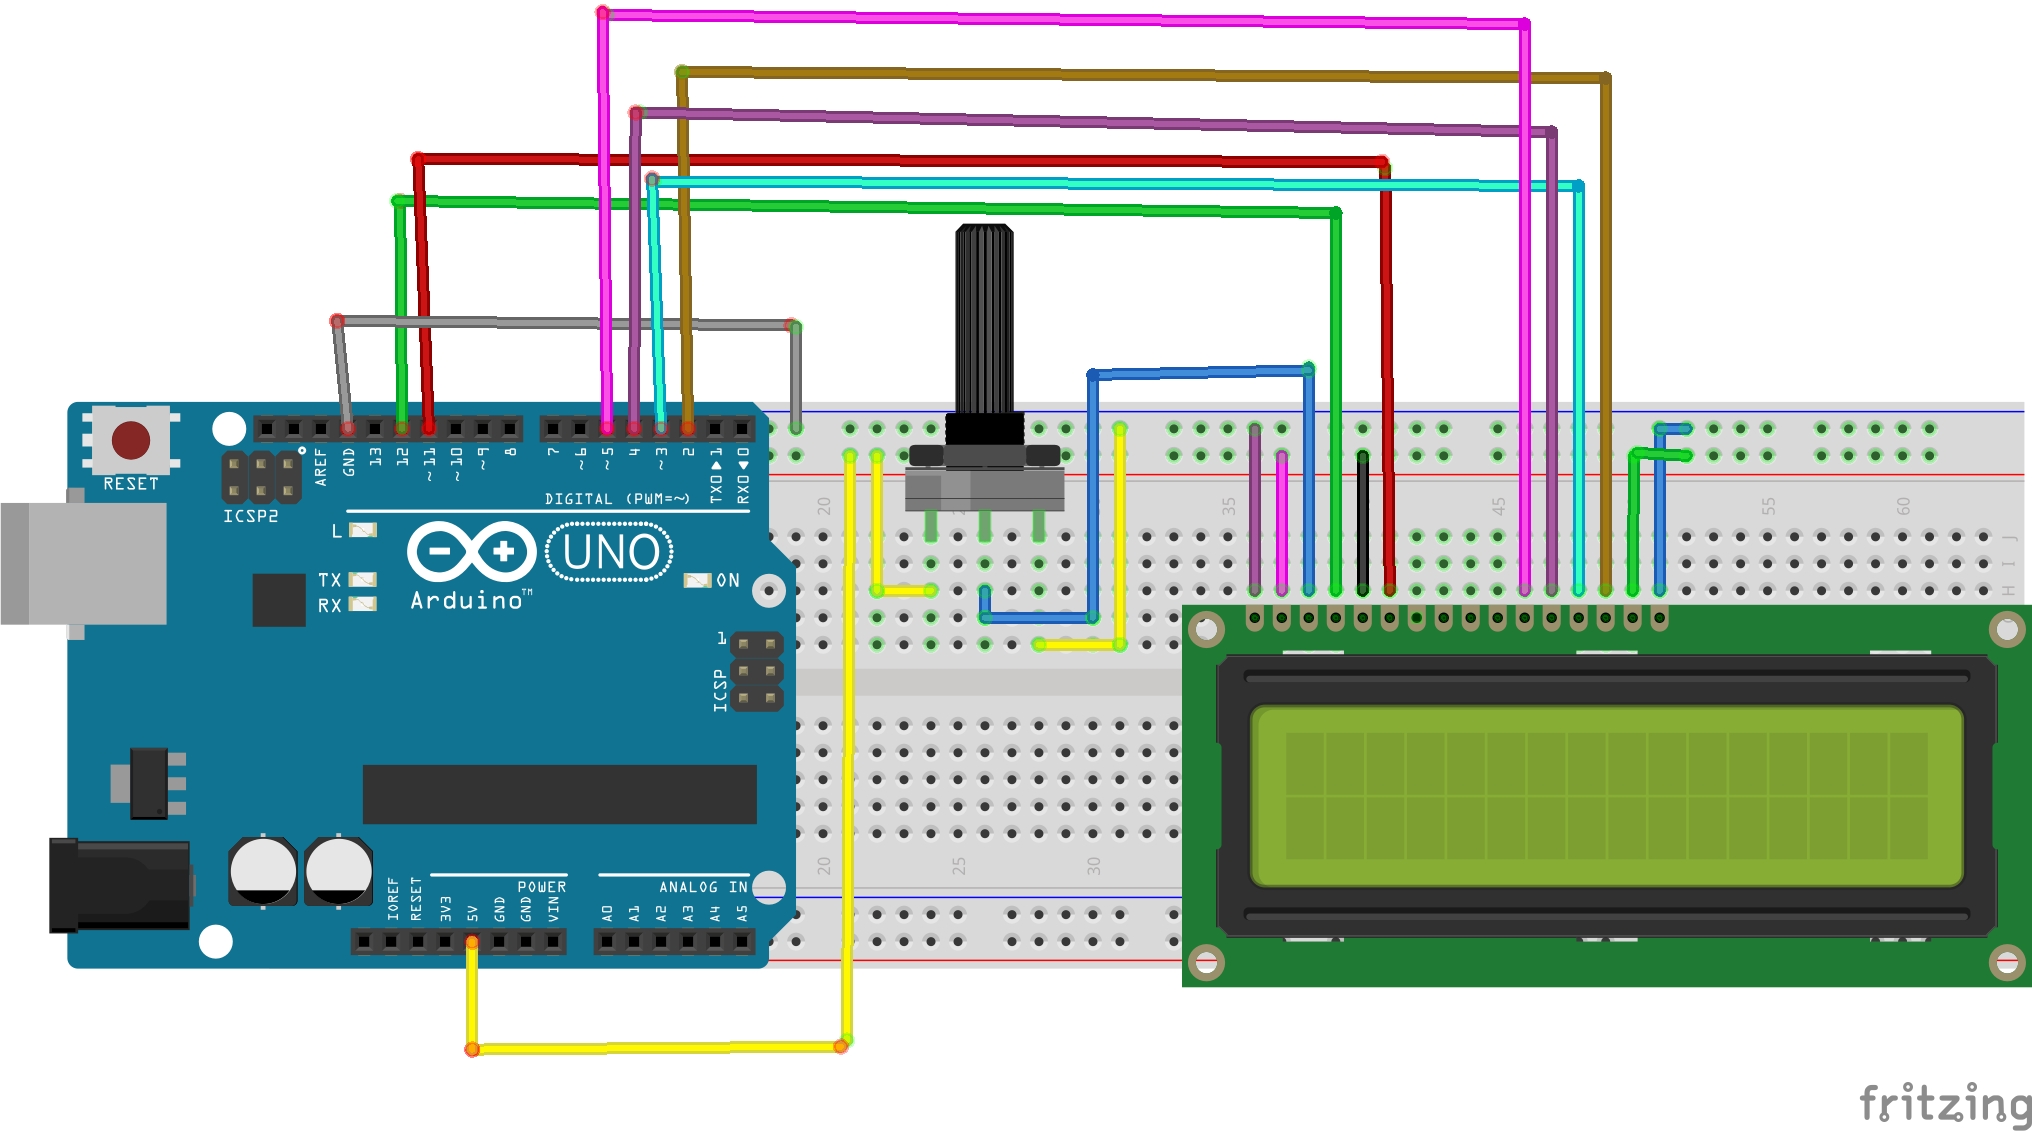 RESET
ICSP2
AREF
GND
13
12
~11
~10
~9
8
7
~6
~5
4
~3
2
TX0▶1
RX0◀0
DIGITAL (PWM=~)
L
TX
RX
UNO
Arduino™
ON
1
ICSP
POWER
ANALOG IN
IOREF
RESET
3V3
5V
GND
GND
VIN
A0
A1
A2
A3
A4
A5
20
35
45
55
60
J
I
H
20
25
30
fritzing